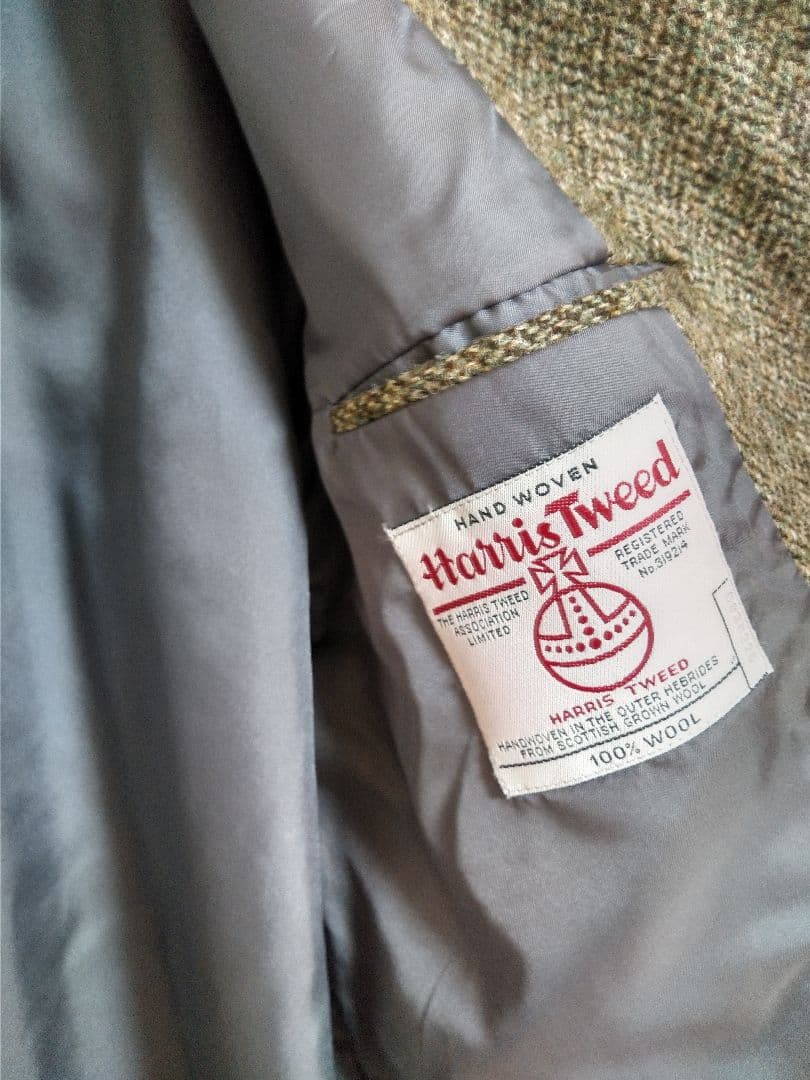 HAND WOVEN
Harris Tweed
THE HARRIS TWEED
ASSOCIATION
LIMITED
REGISTERED
TRADE MARK
No.319214
HARRIS TWEED
HANDWOVEN IN THE OUTER HEBRIDES
FROM SCOTTISH GROWN WOOL
100% WOOL